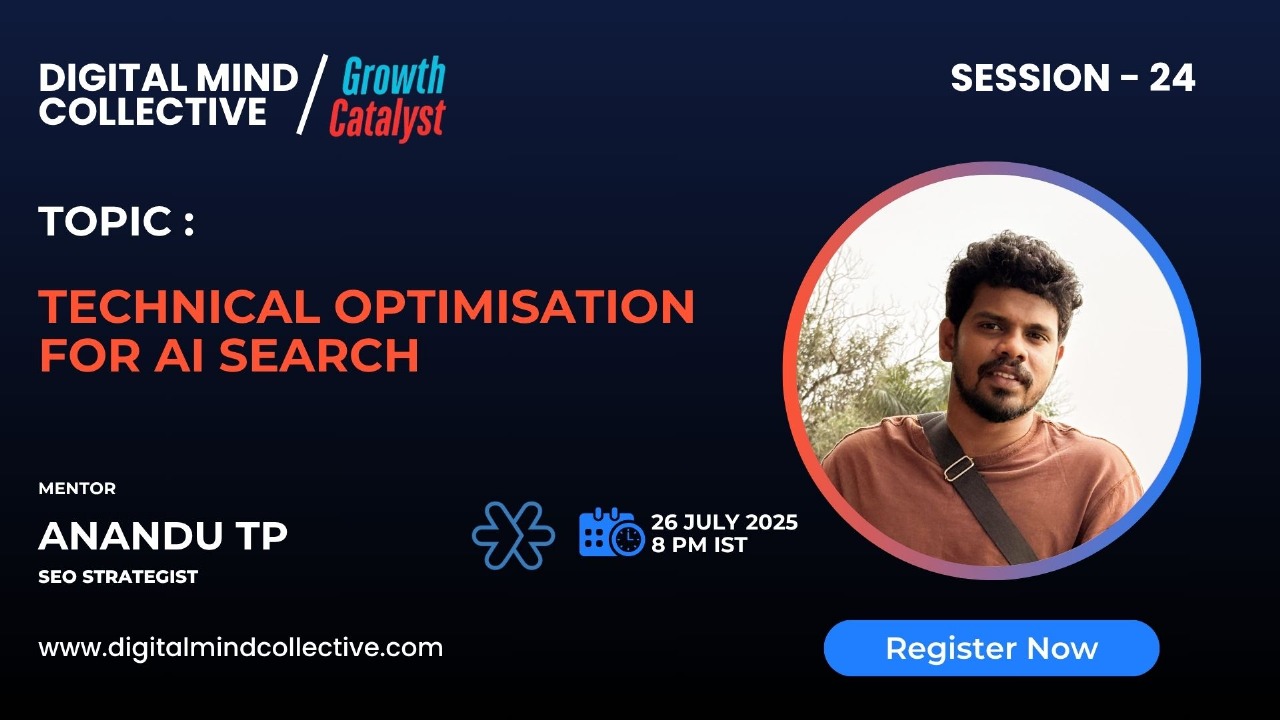 DIGITAL MIND
COLLECTIVE
Growth
Catalyst
SESSION - 24
TOPIC :
TECHNICAL OPTIMISATION
FOR AI SEARCH
MENTOR
ANANDU TP
SEO STRATEGIST
26 JULY 2025
8 PM IST
www.digitalmindcollective.com
Register Now